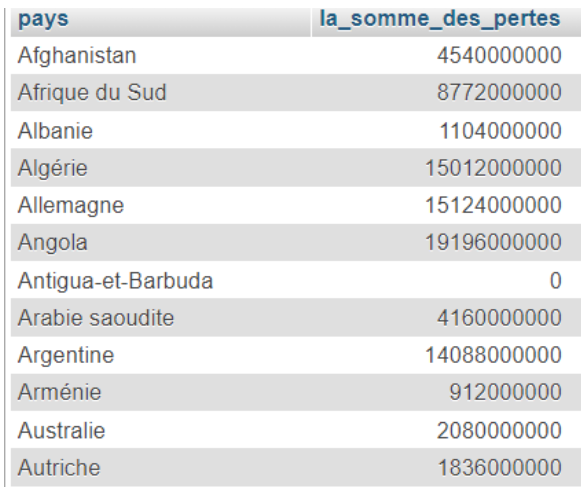 pays la_somme_des_pertes
Afghanistan 4540000000
Afrique du Sud 8772000000
Albanie 1104000000
Algérie 15012000000
Allemagne 15124000000
Angola 19196000000
Antigua-et-Barbuda 0
Arabie saoudite 4160000000
Argentine 14088000000
Arménie 912000000
Australie 2080000000
Autriche 1836000000